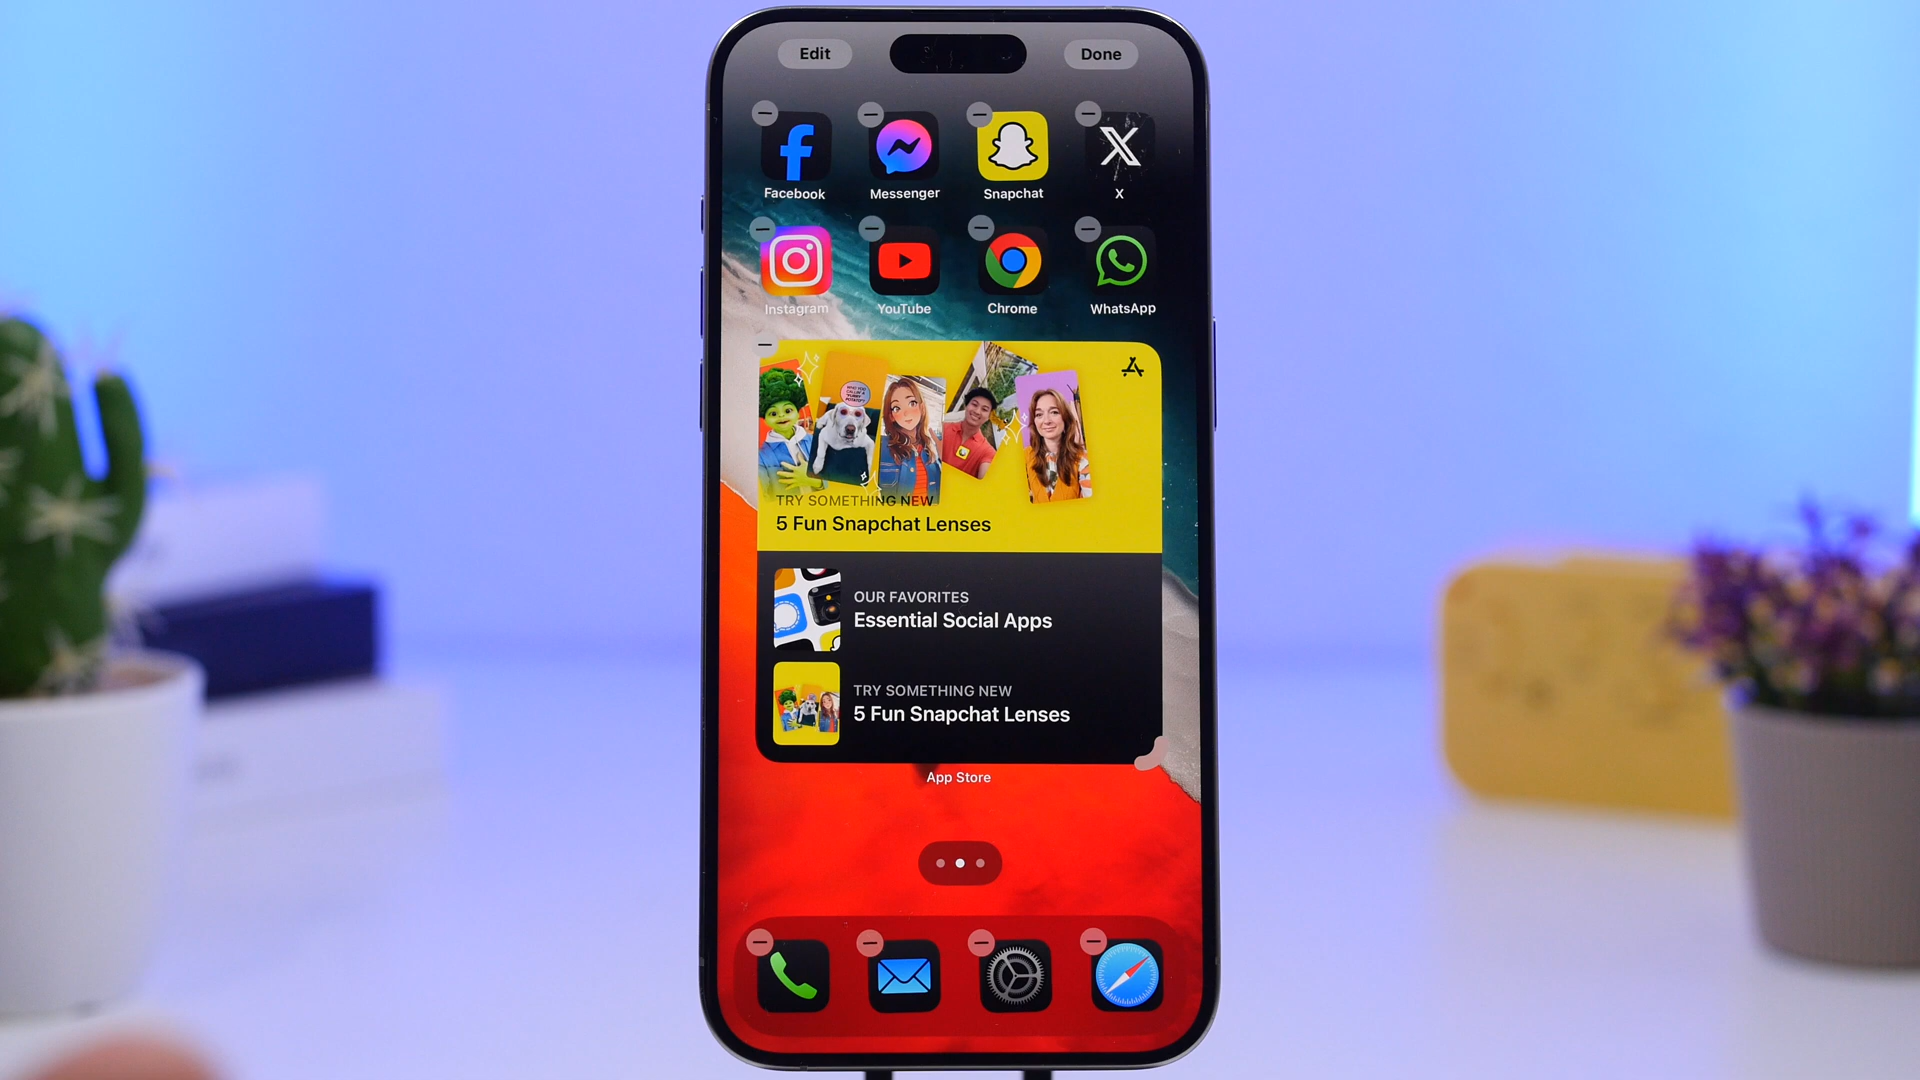 Edit
Done
Facebook
Messenger
Snapchat
X
Instagram
YouTube
Chrome
WhatsApp
TRY SOMETHING NEW
5 Fun Snapchat Lenses
OUR FAVORITES
Essential Social Apps
TRY SOMETHING NEW
5 Fun Snapchat Lenses
App Store